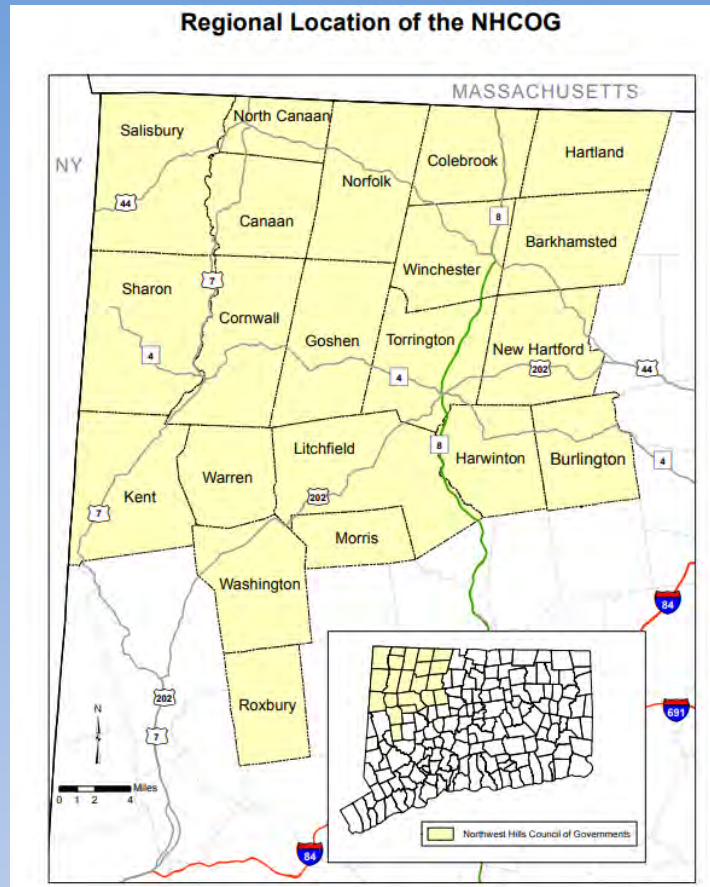 Regional Location of the NHCOG
MASSACHUSETTS
NY
Salisbury
North Canaan
Norfolk
Colebrook
Hartland
44
Canaan
8
Barkhamsted
Winchester
Sharon
7
Cornwall
Goshen
Torrington
New Hartford
4
4
202
44
Litchfield
8
Harwinton
Burlington
4
Warren
Kent
202
7
Morris
Washington
84
Roxbury
202
691
N
7
Miles
0 1 2 4
84
Northwest Hills Council of Governments